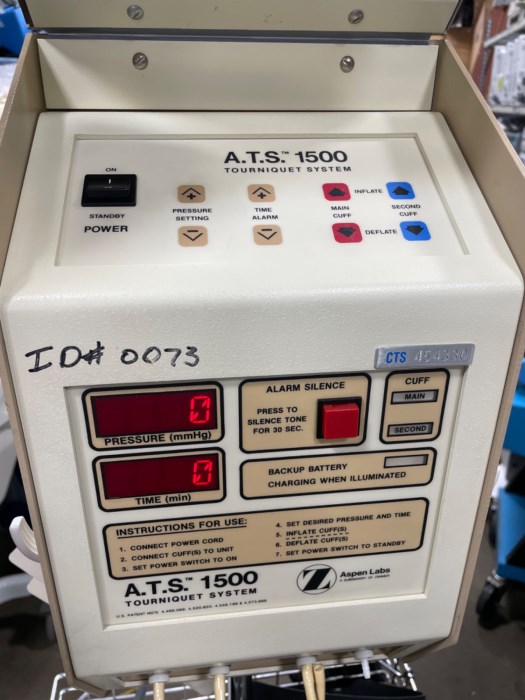 A.T.S.™ 1500
TOURNIQUET SYSTEM
ON
STANDBY
POWER
PRESSURE
SETTING
TIME
ALARM
INFLATE
MAIN
CUFF
SECOND
CUFF
DEFLATE
ID# 0073
CTS
0
PRESSURE (mmHg)
0
TIME (min)
ALARM SILENCE
PRESS TO
SILENCE TONE
FOR 30 SEC.
CUFF
MAIN
SECOND
BACKUP BATTERY
CHARGING WHEN ILLUMINATED
INSTRUCTIONS FOR USE:
1. CONNECT POWER CORD
2. CONNECT CUFF(S) TO UNIT
3. SET POWER SWITCH TO ON
4. SET DESIRED PRESSURE AND TIME
5. INFLATE CUFF(S)
6. DEFLATE CUFF(S)
7. SET POWER SWITCH TO STANDBY
A.T.S.™ 1500
TOURNIQUET SYSTEM
Z Aspen Labs
U.S. PATENT NO'S